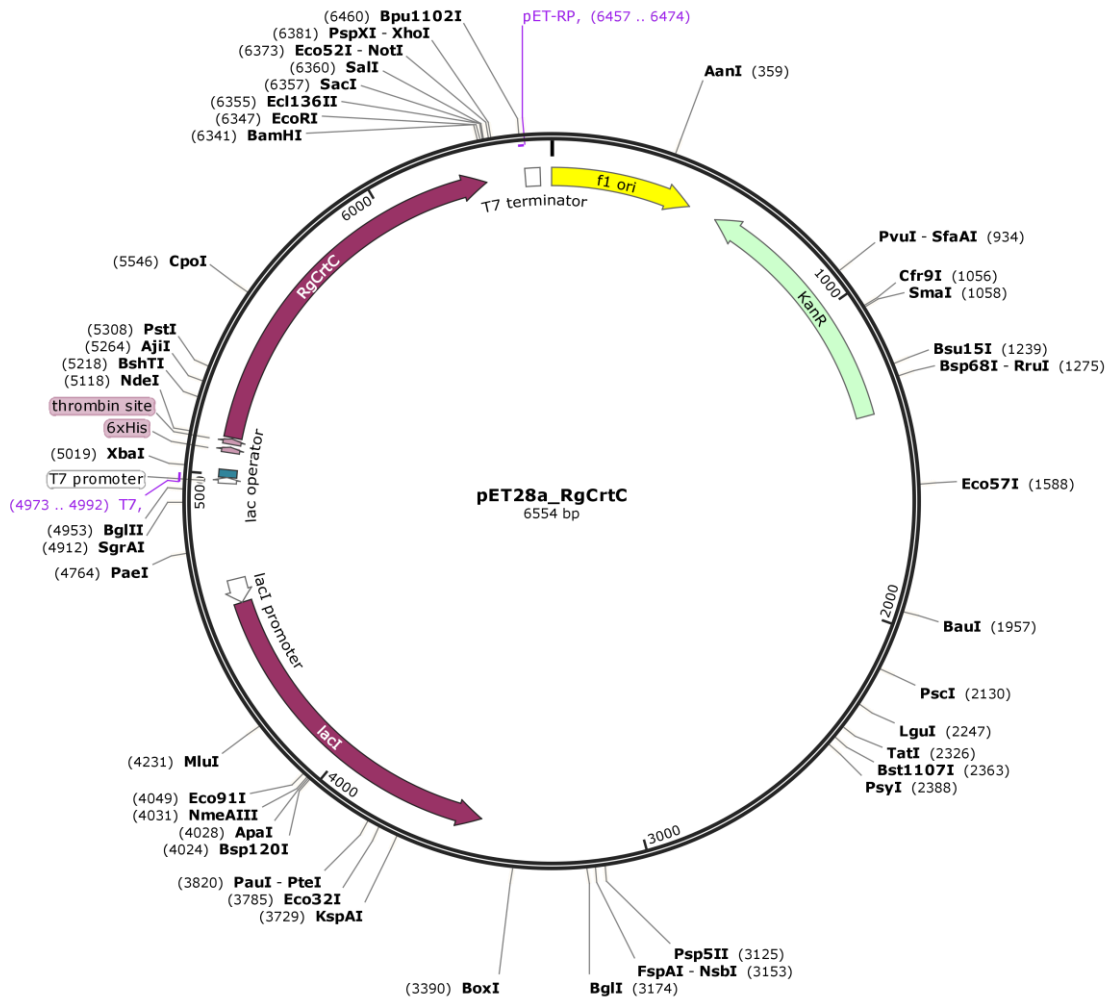 (6460) Bpu1102I
(6381) PspXI - XhoI
(6373) Eco52I - NotI
(6360) SalI
(6357) SacI
(6355) Ecl136II
(6347) EcoRI
(6341) BamHI
pET-RP, (6457 .. 6474)
AanI (359)
PvuI - SfaAI (934)
Cfr9I (1056)
SmaI (1058)
Bsu15I (1239)
Bsp68I - RruI (1275)
Eco57I (1588)
BauI (1957)
PscI (2130)
LguI (2247)
TatI (2326)
Bst1107I (2363)
PsyI (2388)
Psp5II (3125)
FspAI - NsbI (3153)
BglI (3174)
(3390) BoxI
(3729) KspAI
(3785) Eco32I
(3820) PauI - PteI
(4024) Bsp120I
(4028) ApaI
(4031) NmeAIII
(4049) Eco91I
(4231) MluI
(4764) PaeI
(4912) SgrAI
(4953) BglII
(4973 .. 4992) T7,
T7 promoter
(5019) XbaI
6xHis
thrombin site
(5118) NdeI
(5218) BshTI
(5264) AjiI
(5308) PstI
(5546) CpoI
T7 terminator
f1 ori
KanR
RgCrtC
lac operator
lacI promoter
lacI
1000
2000
3000
4000
5000
6000
pET28a_RgCrtC
6554 bp